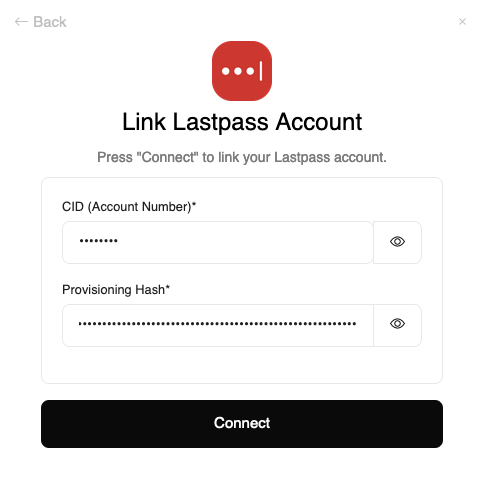 ← Back
×
Link Lastpass Account
Press "Connect" to link your Lastpass account.
CID (Account Number)*
••••••••
Provisioning Hash*
••••••••••••••••••••••••••••••••••••••••••••••••••••••••
Connect